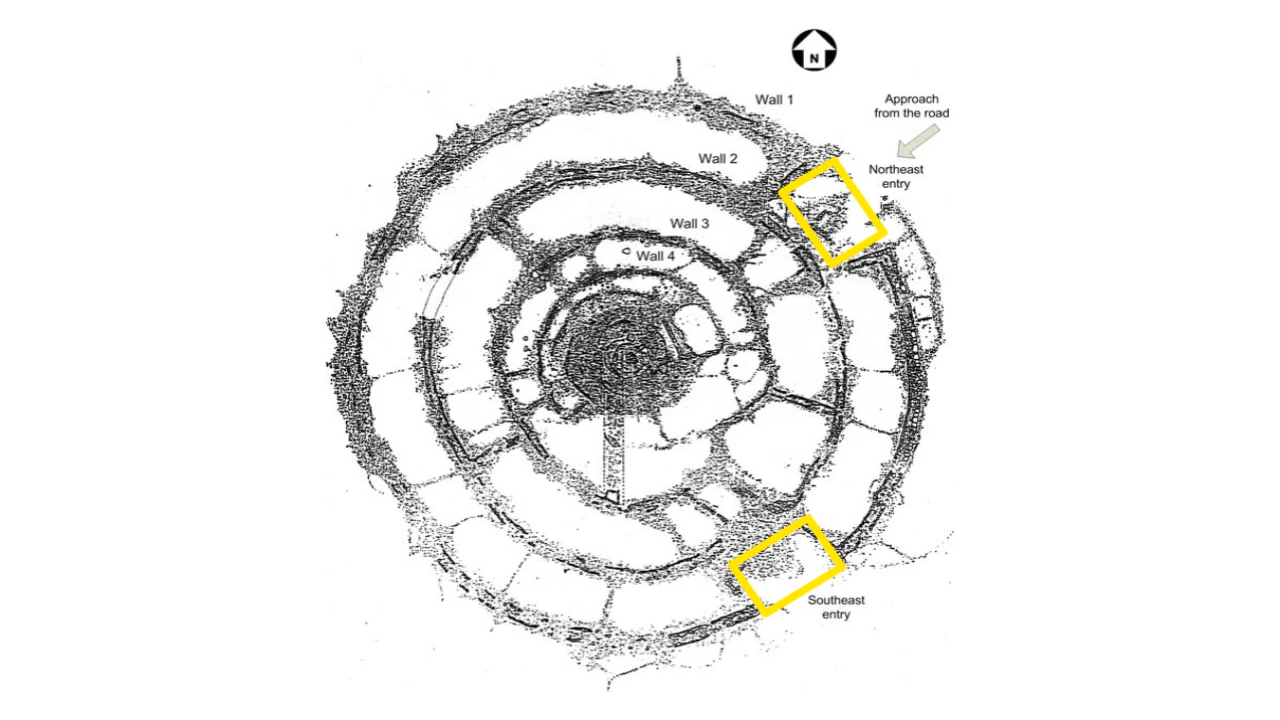 N
Wall 1
Approach
from the road
Wall 2
Northeast
entry
Wall 3
Wall 4
Southeast
entry